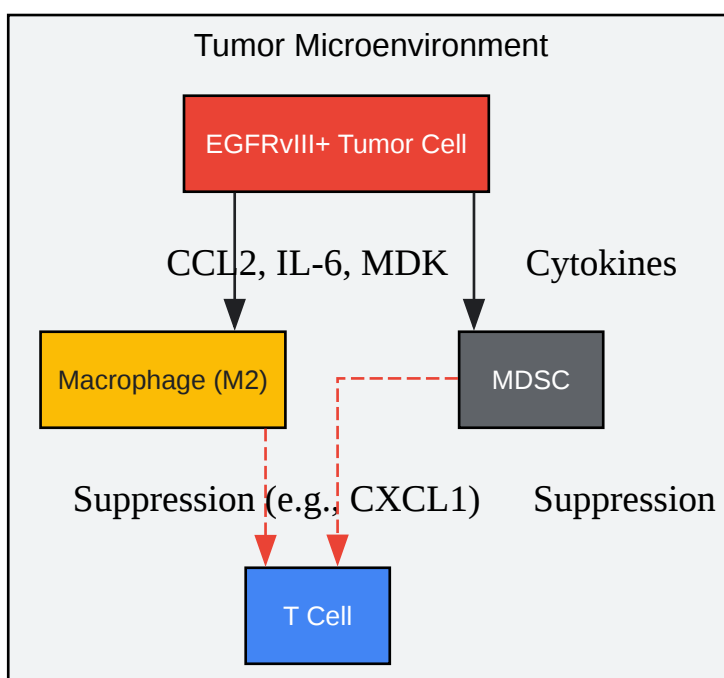 Tumor Microenvironment
EGFRvIII+ Tumor Cell
CCL2, IL-6, MDK
Cytokines
Macrophage (M2)
MDSC
Suppression (e.g., CXCL1)
Suppression
T Cell